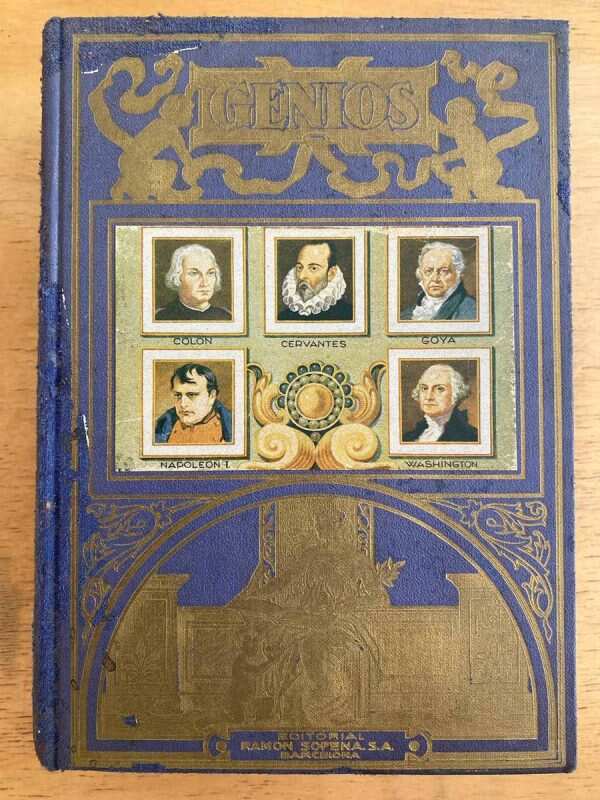 GENIOS
COLON CERVANTES GOYA
NAPOLEON I. WASHINGTON
EDITORIAL
RAMON SOPENA. S.A.
BARCELONA